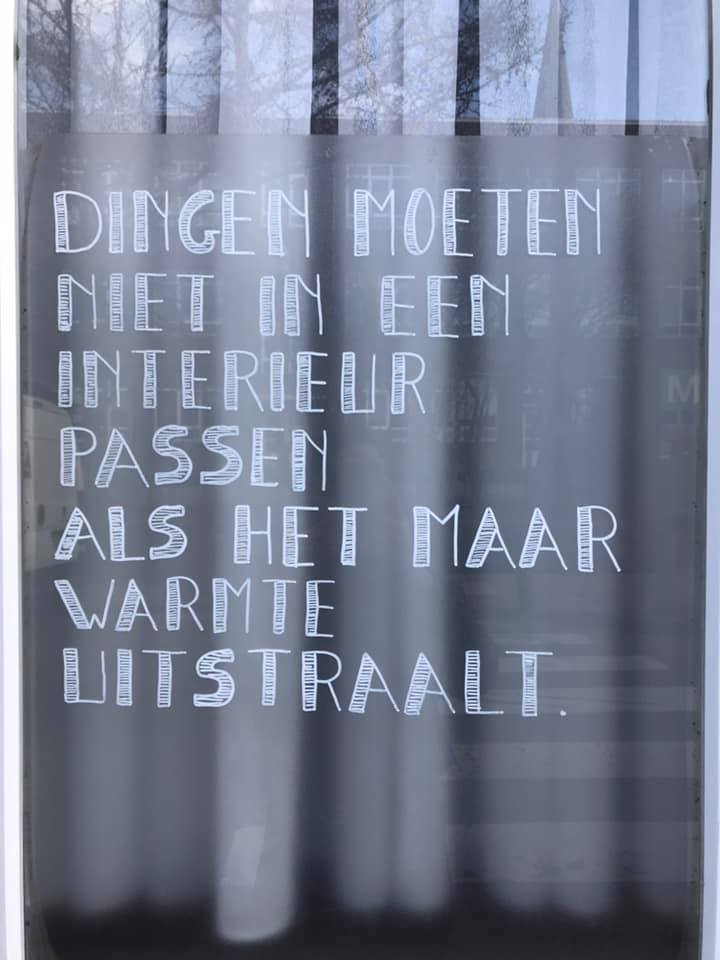 DINGEN MOETEN
NIET IN EEN
INTERIEUR
PASSEN
ALS HET MAAR
WARMTE
UITSTRAALT.
M